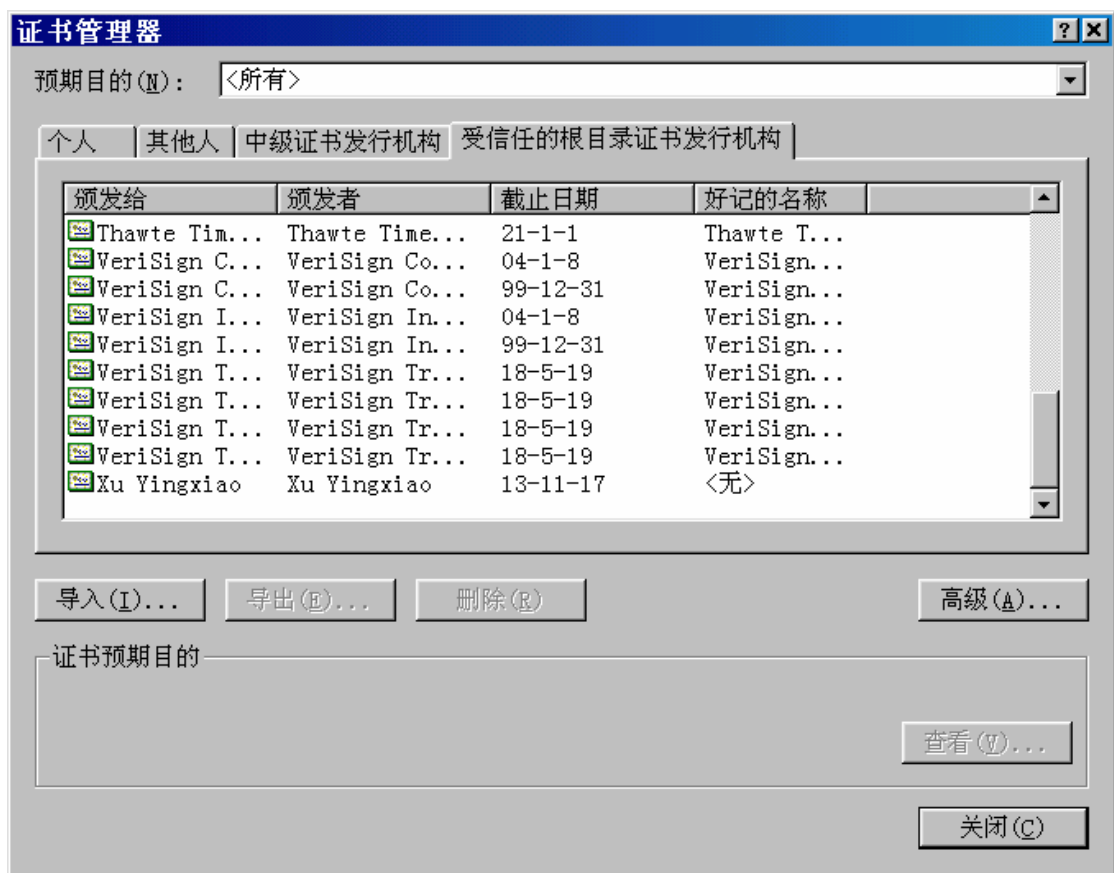 证书管理器
预期目的(N): <所有>
个人 其他人 中级证书发行机构 受信任的根目录证书发行机构
颁发给 颁发者 截止日期 好记的名称
Thawte Tim... Thawte Time... 21-1-1 Thawte T...
VeriSign C... VeriSign Co... 04-1-8 VeriSign...
VeriSign C... VeriSign Co... 99-12-31 VeriSign...
VeriSign I... VeriSign In... 04-1-8 VeriSign...
VeriSign I... VeriSign In... 99-12-31 VeriSign...
VeriSign T... VeriSign Tr... 18-5-19 VeriSign...
VeriSign T... VeriSign Tr... 18-5-19 VeriSign...
VeriSign T... VeriSign Tr... 18-5-19 VeriSign...
VeriSign T... VeriSign Tr... 18-5-19 VeriSign...
Xu Yingxiao Xu Yingxiao 13-11-17 <无>
导入(I)... 导出(E)... 删除(R) 高级(A)...
证书预期目的
查看(V)...
关闭(C)